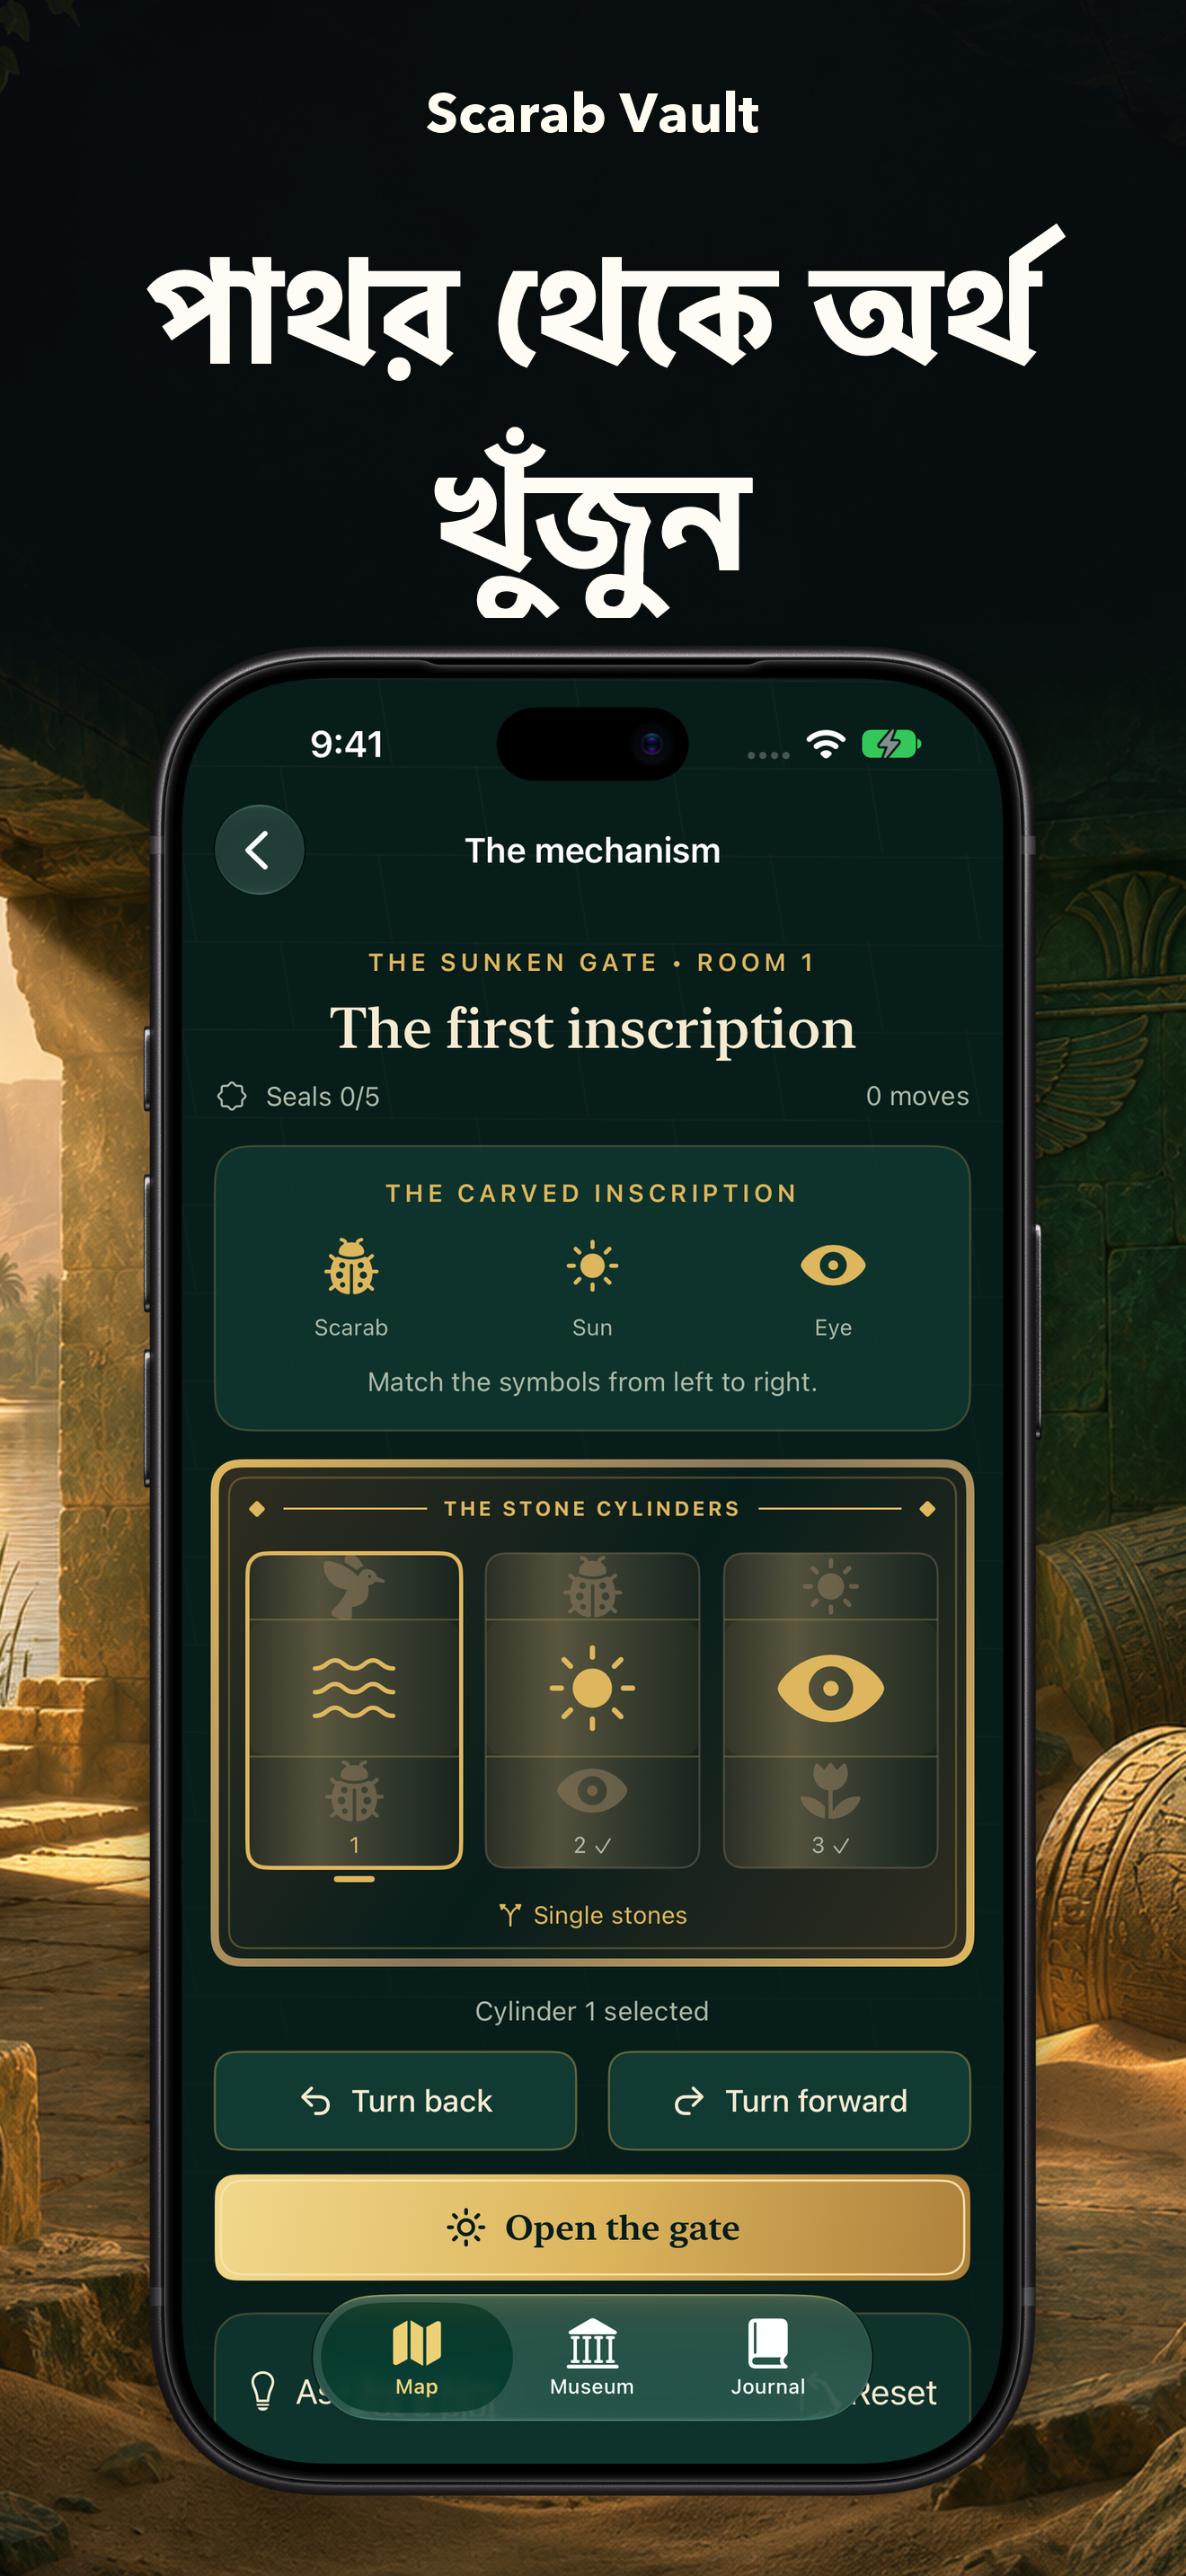 Scarab Vault
পাথর থেকে অর্থ
খুঁজুন
9:41
The mechanism
THE SUNKEN GATE • ROOM 1
The first inscription
Seals 0/5
0 moves
THE CARVED INSCRIPTION
Scarab
Sun
Eye
Match the symbols from left to right.
THE STONE CYLINDERS
1
2 ✓
3 ✓
Single stones
Cylinder 1 selected
Turn back
Turn forward
Open the gate
Map
Museum
Journal
Reset